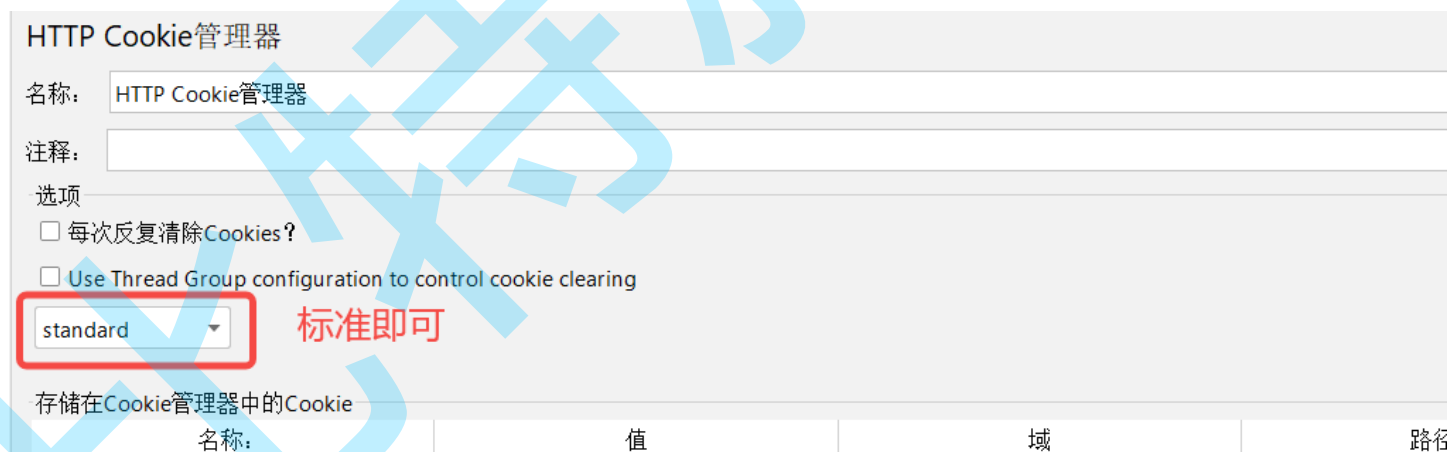 HTTP Cookie管理器
名称： HTTP Cookie管理器
注释：
选项
每次反复清除Cookies?
Use Thread Group configuration to control cookie clearing
standard 标准即可
存储在Cookie管理器中的Cookie
名称： 值 域 路径